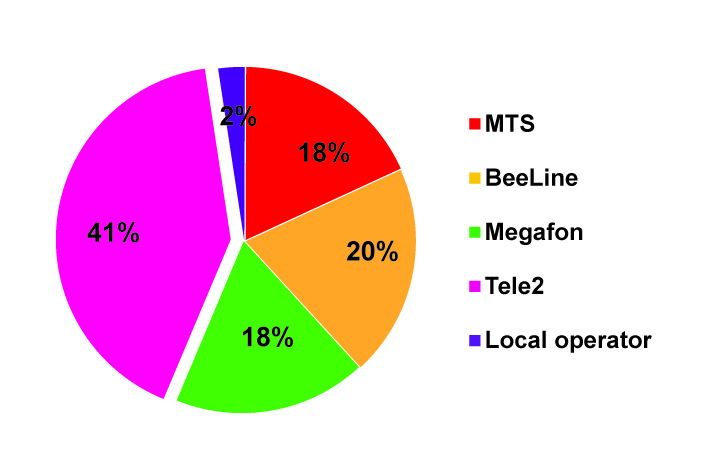 2%
18%
41%
20%
18%
MTS
BeeLine
Megafon
Tele2
Local operator